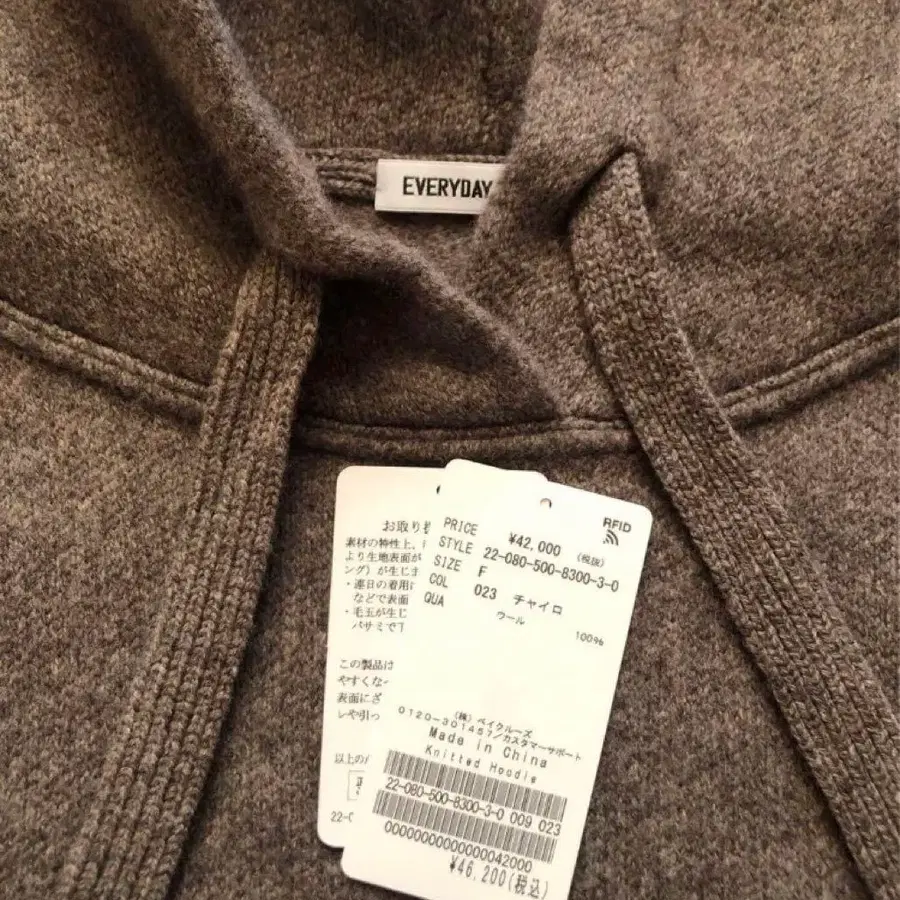 EVERYDAY
お取り扱
素材の特性上、
より生地表面が
ング)が生じま
・連日の着用に
などで表面
・毛玉が生じ
バサミで
この製品は
やすくな
表面にざ
レや引っ
以上の
22-0
RFID
PRICE ¥42,000 (税抜)
STYLE 22-080-500-8300-3-0
SIZE F
COL 023 チャイロ
QUA ウール 100%
(株)ベイクルーズ
0120-301457/カスタマーサポート
Made in China
Knitted Hoodie
22-080-500-8300-3-0 009 023
0000000000000042000
¥46,200(税込)